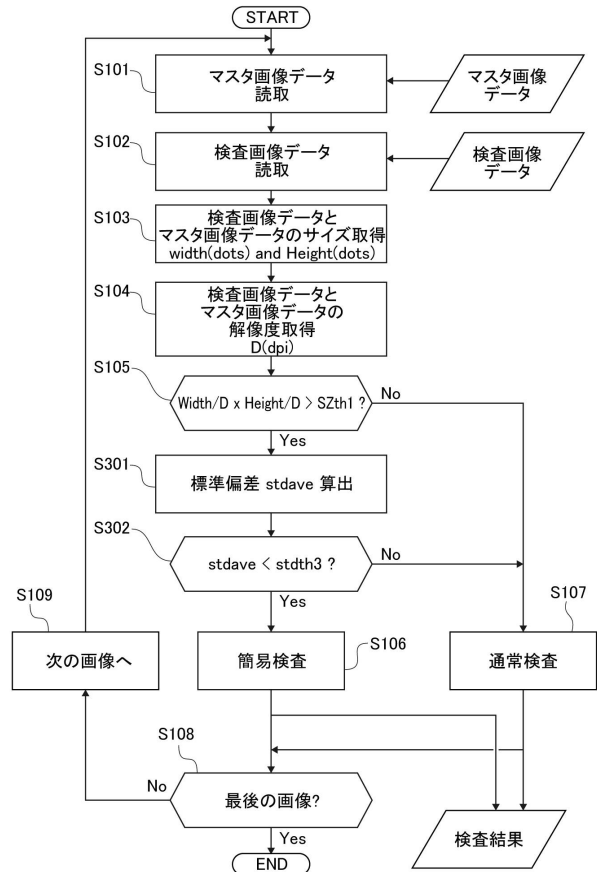 START
S101
マスタ画像データ
読取
マスタ画像
データ
S102
検査画像データ
読取
検査画像
データ
S103
検査画像データと
マスタ画像データのサイズ取得
width(dots) and Height(dots)
S104
検査画像データと
マスタ画像データの
解像度取得
D(dpi)
S105
Width/D x Height/D > SZth1 ?
No
Yes
S301
標準偏差 stdave 算出
S302
stdave < stdth3 ?
No
Yes
S109
次の画像へ
簡易検査
S106
S107
通常検査
S108
No
最後の画像?
Yes
検査結果
END